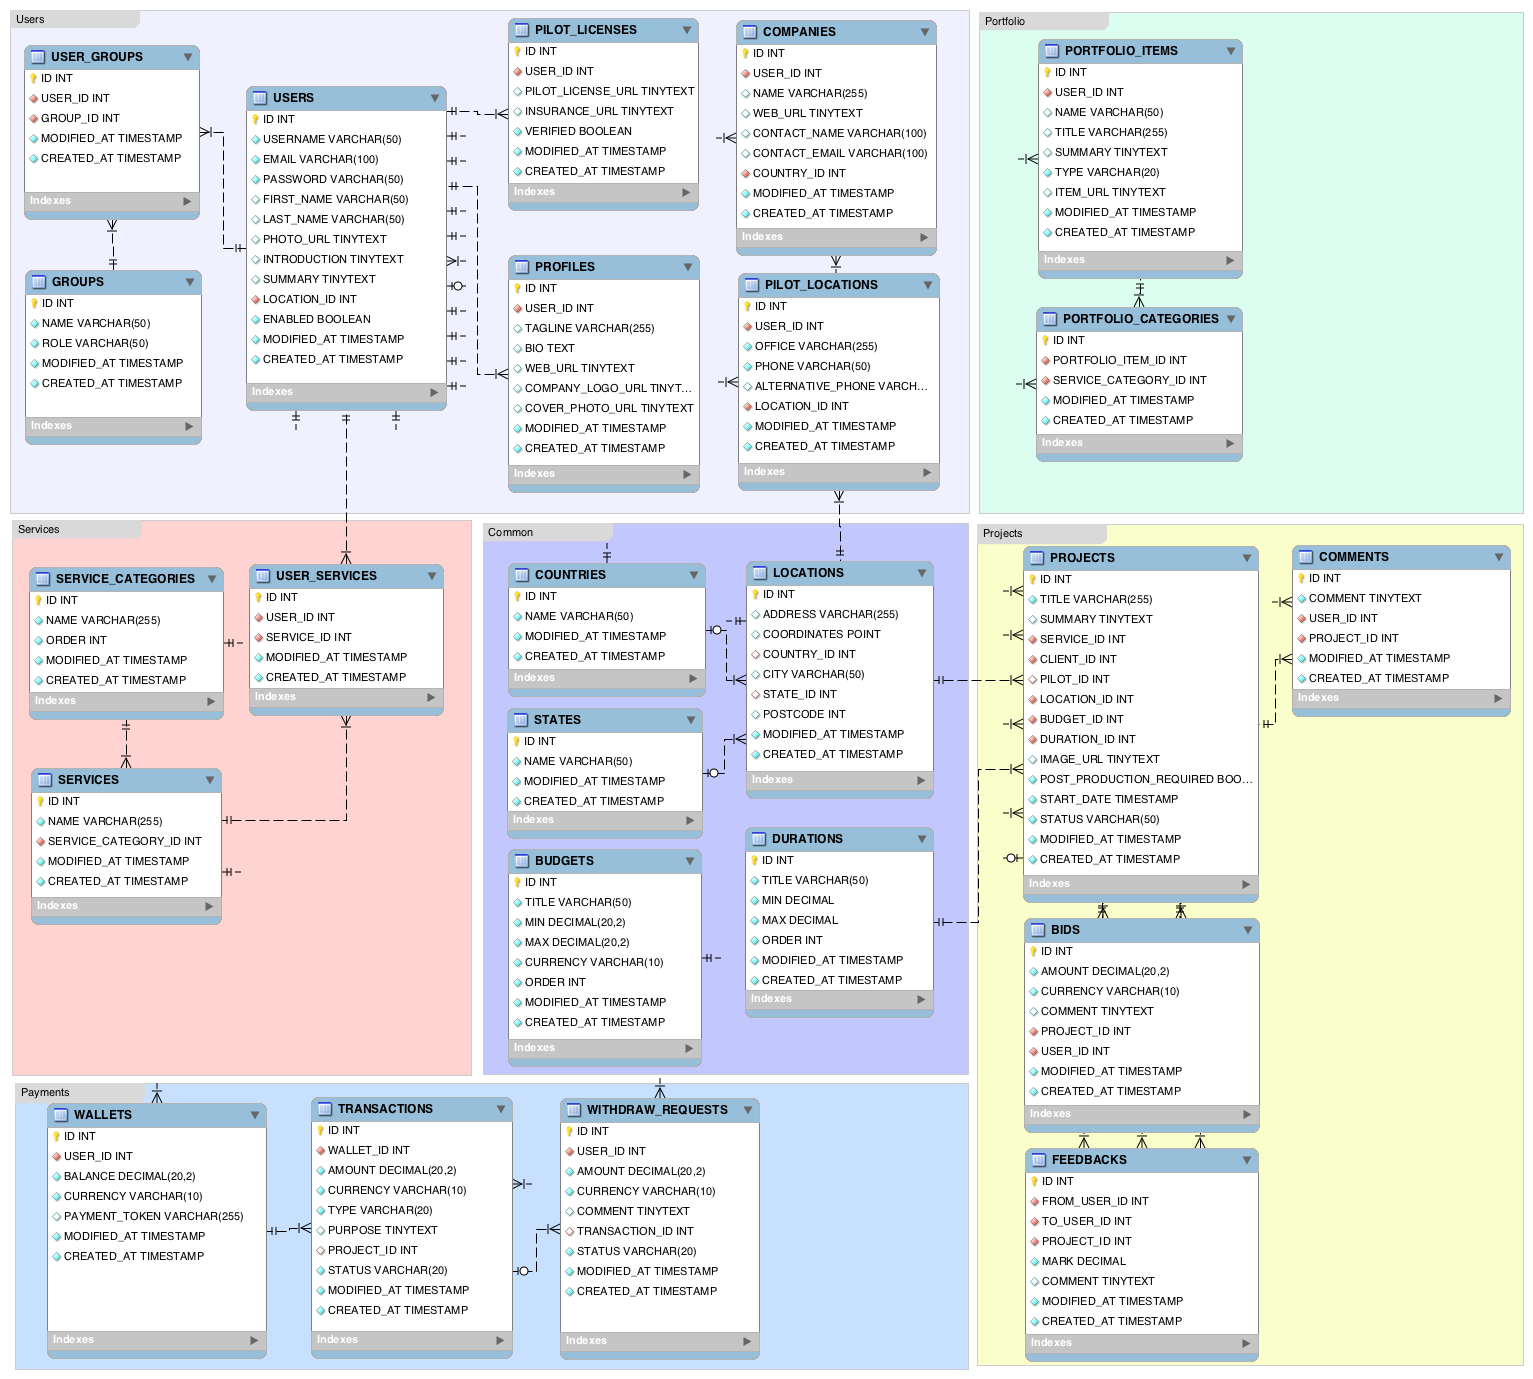 Users
USER_GROUPS
ID INT
USER_ID INT
GROUP_ID INT
MODIFIED_AT TIMESTAMP
CREATED_AT TIMESTAMP
Indexes
GROUPS
ID INT
NAME VARCHAR(50)
ROLE VARCHAR(50)
MODIFIED_AT TIMESTAMP
CREATED_AT TIMESTAMP
Indexes
USERS
ID INT
USERNAME VARCHAR(50)
EMAIL VARCHAR(100)
PASSWORD VARCHAR(50)
FIRST_NAME VARCHAR(50)
LAST_NAME VARCHAR(50)
PHOTO_URL TINYTEXT
INTRODUCTION TINYTEXT
SUMMARY TINYTEXT
LOCATION_ID INT
ENABLED BOOLEAN
MODIFIED_AT TIMESTAMP
CREATED_AT TIMESTAMP
Indexes
PILOT_LICENSES
ID INT
USER_ID INT
PILOT_LICENSE_URL TINYTEXT
INSURANCE_URL TINYTEXT
VERIFIED BOOLEAN
MODIFIED_AT TIMESTAMP
CREATED_AT TIMESTAMP
Indexes
PROFILES
ID INT
USER_ID INT
TAGLINE VARCHAR(255)
BIO TEXT
WEB_URL TINYTEXT
COMPANY_LOGO_URL TINYT...
COVER_PHOTO_URL TINYTEXT
MODIFIED_AT TIMESTAMP
CREATED_AT TIMESTAMP
Indexes
COMPANIES
ID INT
USER_ID INT
NAME VARCHAR(255)
WEB_URL TINYTEXT
CONTACT_NAME VARCHAR(100)
CONTACT_EMAIL VARCHAR(100)
COUNTRY_ID INT
MODIFIED_AT TIMESTAMP
CREATED_AT TIMESTAMP
Indexes
PILOT_LOCATIONS
ID INT
USER_ID INT
OFFICE VARCHAR(255)
PHONE VARCHAR(50)
ALTERNATIVE_PHONE VARCH...
LOCATION_ID INT
MODIFIED_AT TIMESTAMP
CREATED_AT TIMESTAMP
Indexes
Portfolio
PORTFOLIO_ITEMS
ID INT
USER_ID INT
NAME VARCHAR(50)
TITLE VARCHAR(255)
SUMMARY TINYTEXT
TYPE VARCHAR(20)
ITEM_URL TINYTEXT
MODIFIED_AT TIMESTAMP
CREATED_AT TIMESTAMP
Indexes
PORTFOLIO_CATEGORIES
ID INT
PORTFOLIO_ITEM_ID INT
SERVICE_CATEGORY_ID INT
MODIFIED_AT TIMESTAMP
CREATED_AT TIMESTAMP
Indexes
Services
SERVICE_CATEGORIES
ID INT
NAME VARCHAR(255)
ORDER INT
MODIFIED_AT TIMESTAMP
CREATED_AT TIMESTAMP
Indexes
USER_SERVICES
ID INT
USER_ID INT
SERVICE_ID INT
MODIFIED_AT TIMESTAMP
CREATED_AT TIMESTAMP
Indexes
SERVICES
ID INT
NAME VARCHAR(255)
SERVICE_CATEGORY_ID INT
MODIFIED_AT TIMESTAMP
CREATED_AT TIMESTAMP
Indexes
Common
COUNTRIES
ID INT
NAME VARCHAR(50)
MODIFIED_AT TIMESTAMP
CREATED_AT TIMESTAMP
Indexes
STATES
ID INT
NAME VARCHAR(50)
MODIFIED_AT TIMESTAMP
CREATED_AT TIMESTAMP
Indexes
BUDGETS
ID INT
TITLE VARCHAR(50)
MIN DECIMAL(20,2)
MAX DECIMAL(20,2)
CURRENCY VARCHAR(10)
ORDER INT
MODIFIED_AT TIMESTAMP
CREATED_AT TIMESTAMP
Indexes
LOCATIONS
ID INT
ADDRESS VARCHAR(255)
COORDINATES POINT
COUNTRY_ID INT
CITY VARCHAR(50)
STATE_ID INT
POSTCODE INT
MODIFIED_AT TIMESTAMP
CREATED_AT TIMESTAMP
Indexes
DURATIONS
ID INT
TITLE VARCHAR(50)
MIN DECIMAL
MAX DECIMAL
ORDER INT
MODIFIED_AT TIMESTAMP
CREATED_AT TIMESTAMP
Indexes
Projects
PROJECTS
ID INT
TITLE VARCHAR(255)
SUMMARY TINYTEXT
SERVICE_ID INT
CLIENT_ID INT
PILOT_ID INT
LOCATION_ID INT
BUDGET_ID INT
DURATION_ID INT
IMAGE_URL TINYTEXT
POST_PRODUCTION_REQUIRED BOO...
START_DATE TIMESTAMP
STATUS VARCHAR(50)
MODIFIED_AT TIMESTAMP
CREATED_AT TIMESTAMP
Indexes
COMMENTS
ID INT
COMMENT TINYTEXT
USER_ID INT
PROJECT_ID INT
MODIFIED_AT TIMESTAMP
CREATED_AT TIMESTAMP
Indexes
BIDS
ID INT
AMOUNT DECIMAL(20,2)
CURRENCY VARCHAR(10)
COMMENT TINYTEXT
PROJECT_ID INT
USER_ID INT
MODIFIED_AT TIMESTAMP
CREATED_AT TIMESTAMP
Indexes
FEEDBACKS
ID INT
FROM_USER_ID INT
TO_USER_ID INT
PROJECT_ID INT
MARK DECIMAL
COMMENT TINYTEXT
MODIFIED_AT TIMESTAMP
CREATED_AT TIMESTAMP
Indexes
Payments
WALLETS
ID INT
USER_ID INT
BALANCE DECIMAL(20,2)
CURRENCY VARCHAR(10)
PAYMENT_TOKEN VARCHAR(255)
MODIFIED_AT TIMESTAMP
CREATED_AT TIMESTAMP
Indexes
TRANSACTIONS
ID INT
WALLET_ID INT
AMOUNT DECIMAL(20,2)
CURRENCY VARCHAR(10)
TYPE VARCHAR(20)
PURPOSE TINYTEXT
PROJECT_ID INT
STATUS VARCHAR(20)
MODIFIED_AT TIMESTAMP
CREATED_AT TIMESTAMP
Indexes
WITHDRAW_REQUESTS
ID INT
USER_ID INT
AMOUNT DECIMAL(20,2)
CURRENCY VARCHAR(10)
COMMENT TINYTEXT
TRANSACTION_ID INT
STATUS VARCHAR(20)
MODIFIED_AT TIMESTAMP
CREATED_AT TIMESTAMP
Indexes